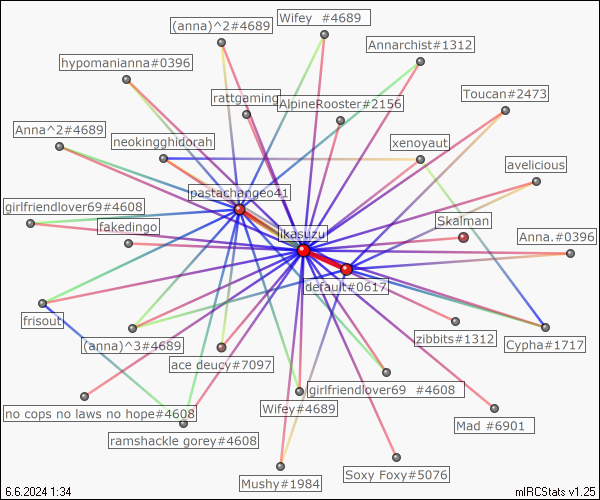 (anna)^2#4689
Wifey  #4689
Annarchist#1312
hypomanianna#0396
rattgaming
AlpineRooster#2156
Toucan#2473
Anna^2#4689
neokingghidorah
xenoyaut
avelicious
pastachangeo41
girlfriendlover69#4608
fakedingo
ikasuzu
Skalman
Anna.#0396
default#0617
frisout
(anna)^3#4689
zibbits#1312
Cypha#1717
ace deucy#7097
girlfriendlover69  #4608
no cops no laws no hope#4608
Wifey#4689
Mad #6901
ramshackle gorey#4608
Mushy#1984
Soxy Foxy#5076
6.6.2024 1:34
mIRCStats v1.25